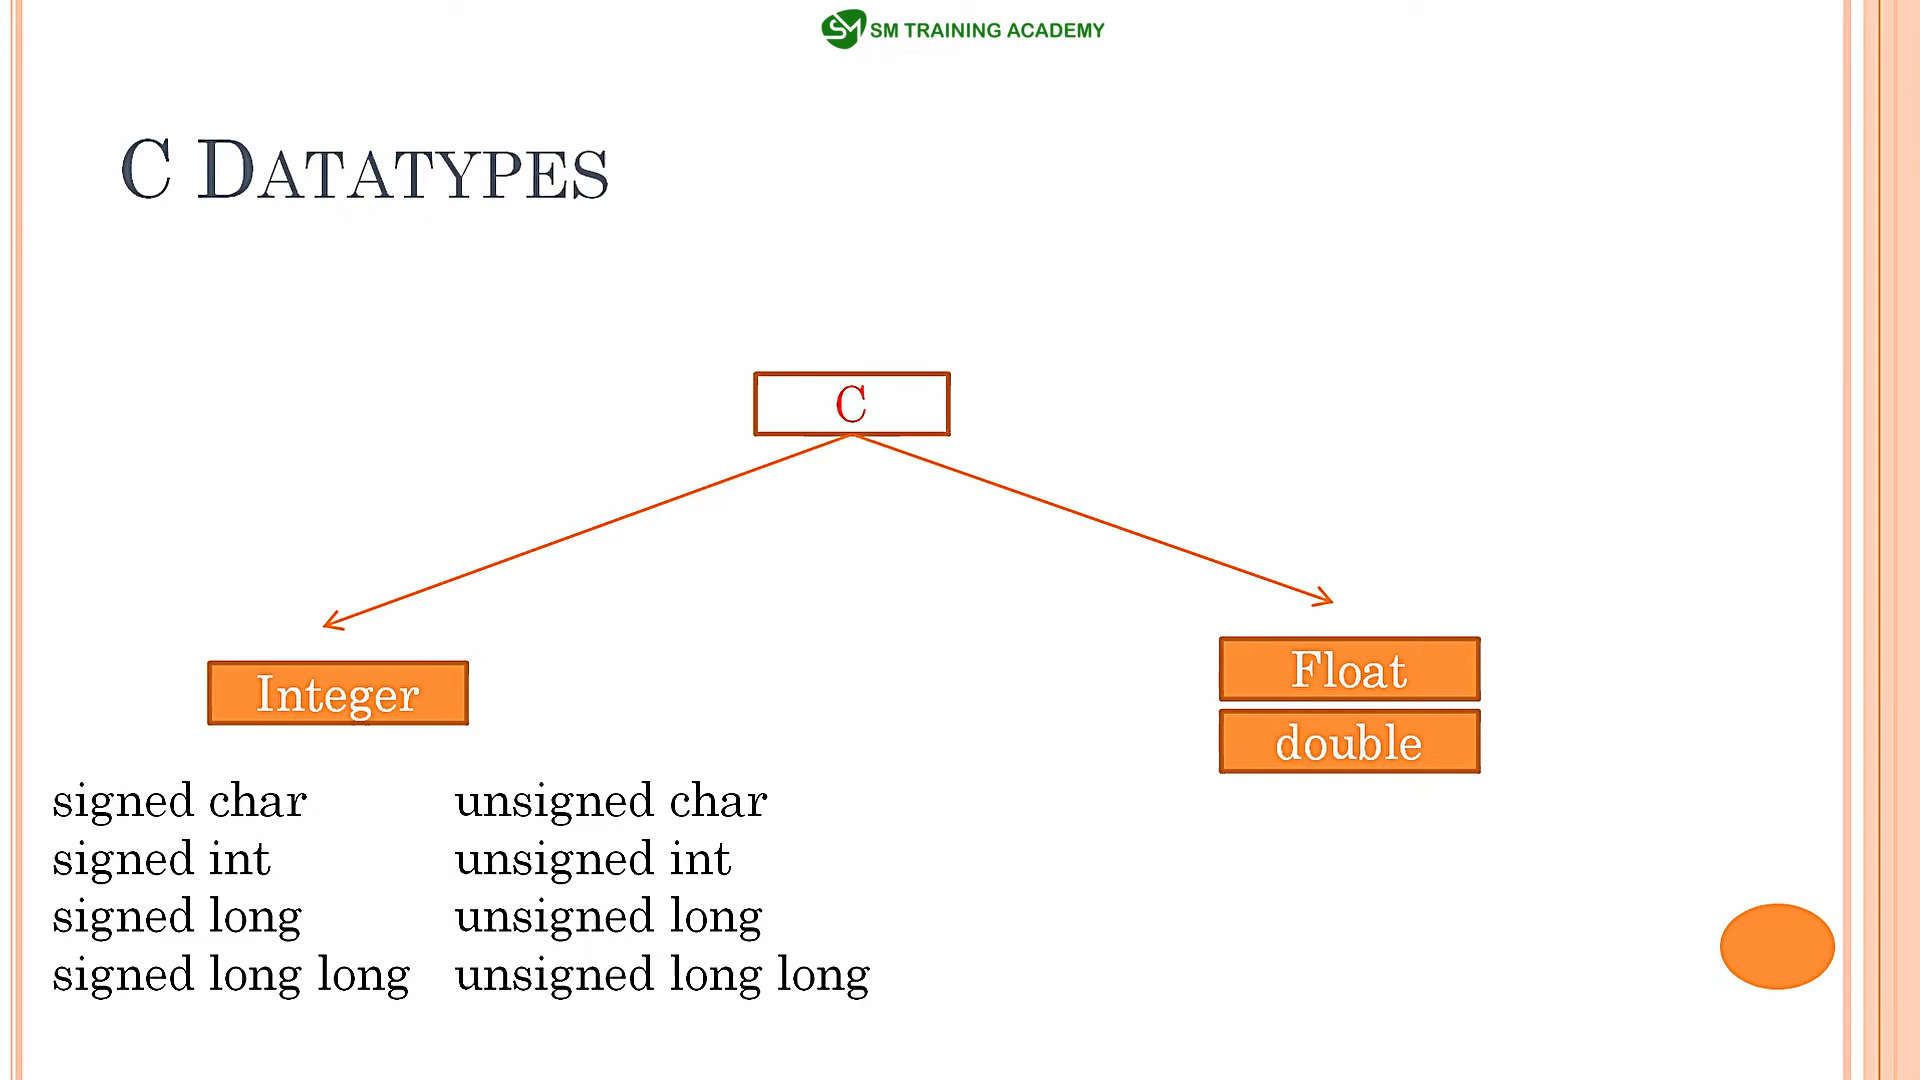 SM TRAINING ACADEMY
C DATATYPES
C
Integer
Float
double
signed char
signed int
signed long
signed long long
unsigned char
unsigned int
unsigned long
unsigned long long